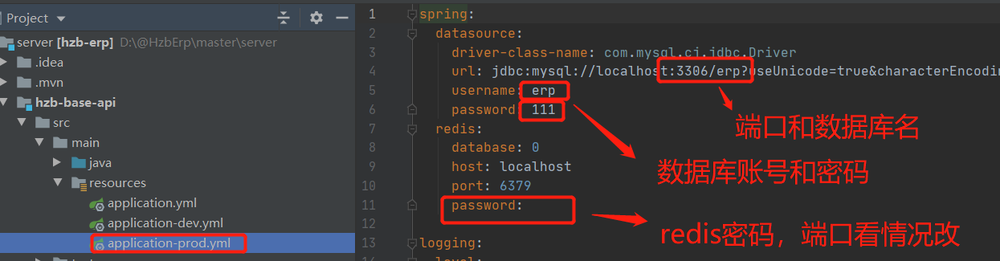 Project
server [hzb-erp] D:\@HzbErp\master\server
.idea
.mvn
hzb-base-api
src
main
java
resources
application.yml
application-dev.yml
application-prod.yml
1 spring:
2 datasource:
3 driver-class-name: com.mysql.cj.jdbc.Driver
4 url: jdbc:mysql://localhost:3306/erp?useUnicode=true&characterEncodin
5 username: erp
6 password: 111
7 redis:
8 database: 0
9 host: localhost
10 port: 6379
11 password:
12
13 logging:
端口和数据库名
数据库账号和密码
redis密码，端口看情况改